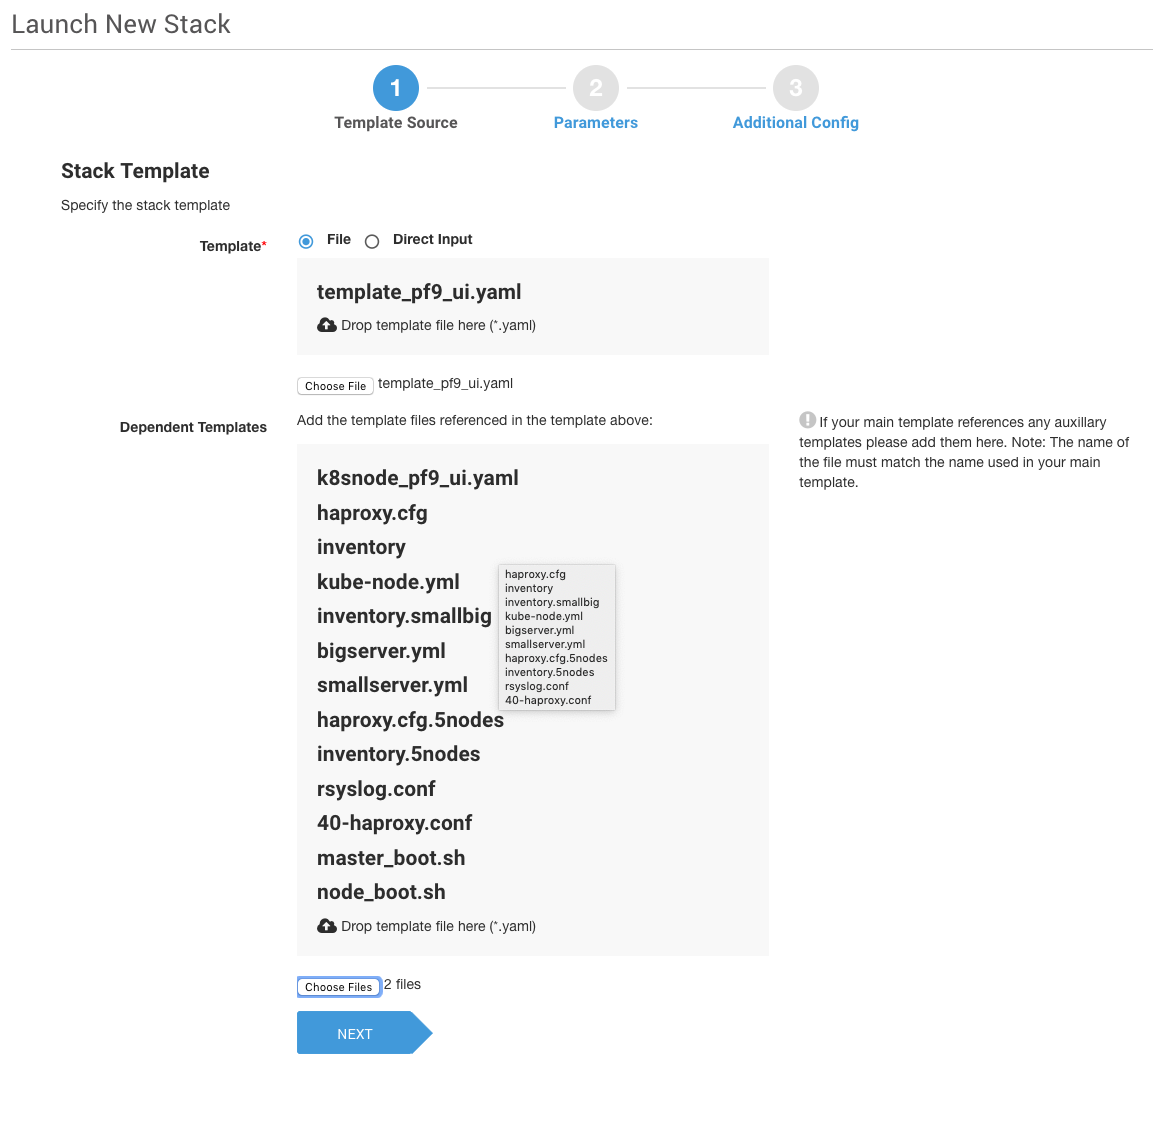 Launch New Stack
1
2
3
Template Source
Parameters
Additional Config
Stack Template
Specify the stack template
Template*
File
Direct Input
template_pf9_ui.yaml
Drop template file here (*.yaml)
Choose File template_pf9_ui.yaml
Dependent Templates
Add the template files referenced in the template above:
k8snode_pf9_ui.yaml
haproxy.cfg
inventory
kube-node.yml
inventory.smallbig
bigserver.yml
smallserver.yml
haproxy.cfg.5nodes
inventory.5nodes
rsyslog.conf
40-haproxy.conf
master_boot.sh
node_boot.sh
Drop template file here (*.yaml)
haproxy.cfg
inventory
inventory.smallbig
kube-node.yml
bigserver.yml
smallserver.yml
haproxy.cfg.5nodes
inventory.5nodes
rsyslog.conf
40-haproxy.conf
If your main template references any auxillary
templates please add them here. Note: The name of
the file must match the name used in your main
template.
Choose Files 2 files
NEXT